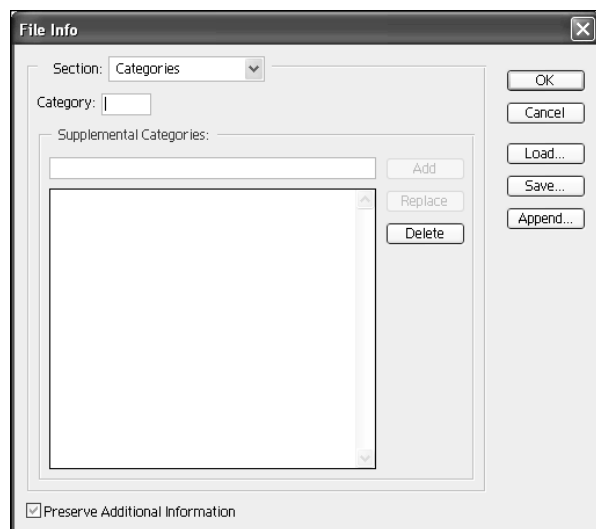 File Info
Section: Categories
OK
Category:
Cancel
Supplemental Categories:
Load...
Add
Save...
Replace
Append...
Delete
Preserve Additional Information